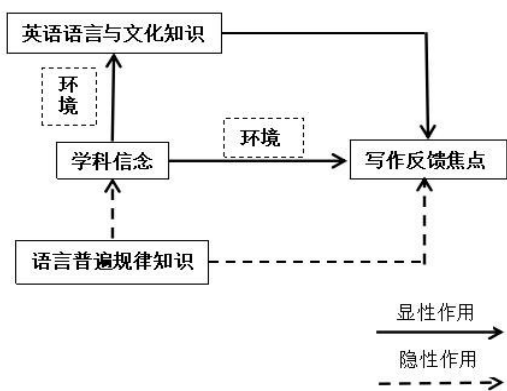 英语语言与文化知识
环
境
环境
学科信念
写作反馈焦点
语言普遍规律知识
显性作用
隐性作用